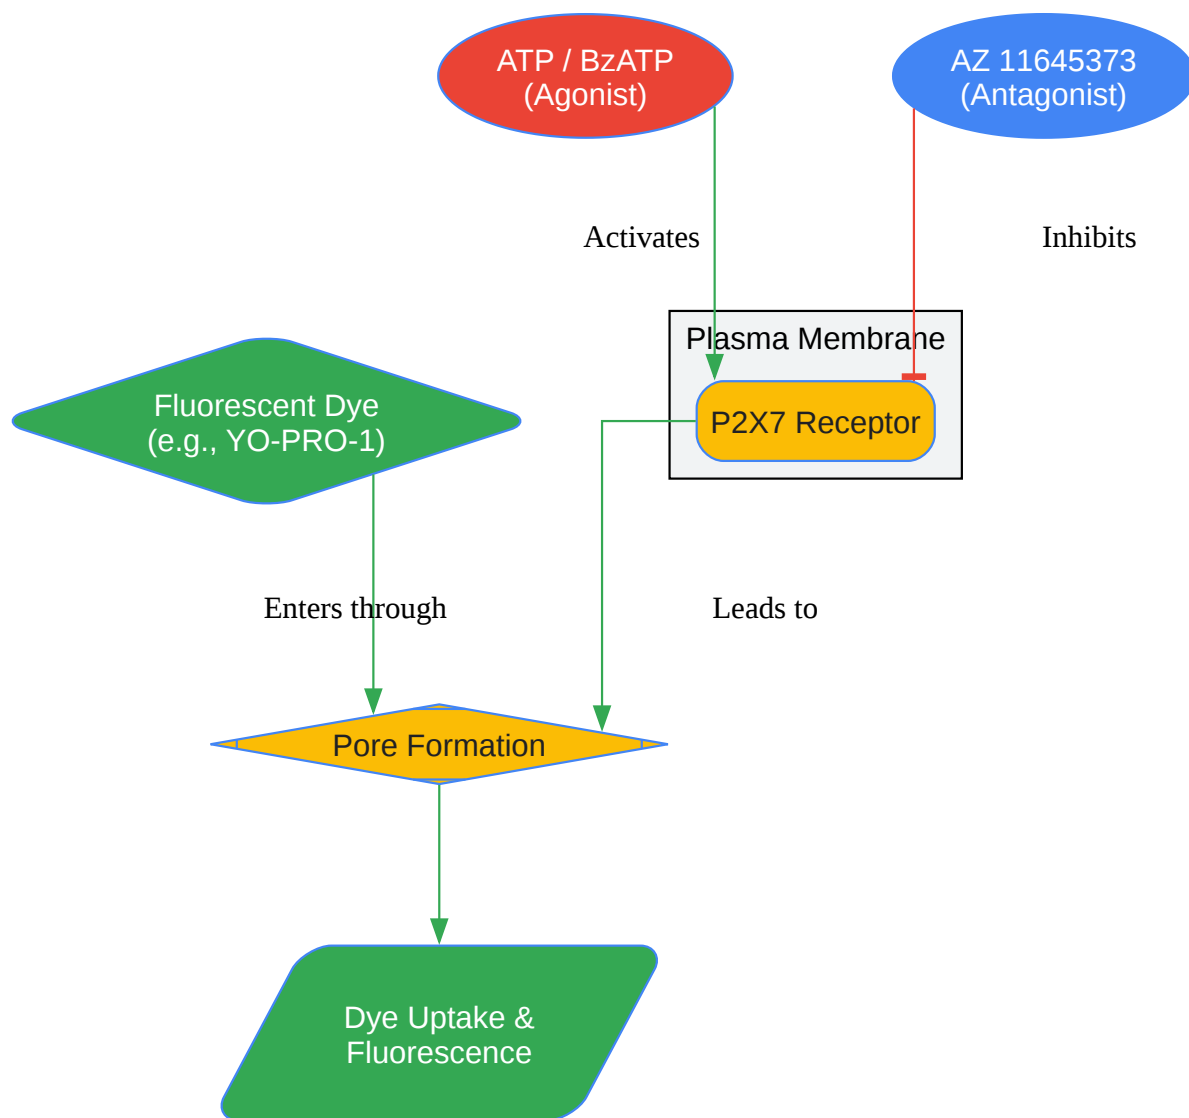 ATP / BzATP
(Agonist)
AZ 11645373
(Antagonist)
Activates
Inhibits
Plasma Membrane
P2X7 Receptor
Fluorescent Dye
(e.g., YO-PRO-1)
Enters through
Leads to
Pore Formation
Dye Uptake &
Fluorescence